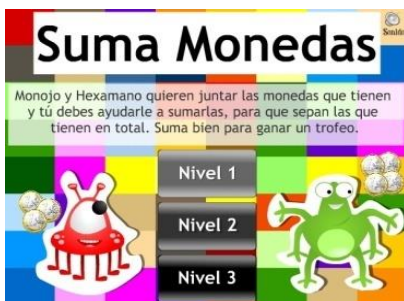 Sonido
Suma Monedas
Monojo y Hexamano quieren juntar las monedas que tienen
y tú debes ayudarle a sumarlas, para que sepan las que
tienen en total. Suma bien para ganar un trofeo.
Nivel 1
Nivel 2
Nivel 3